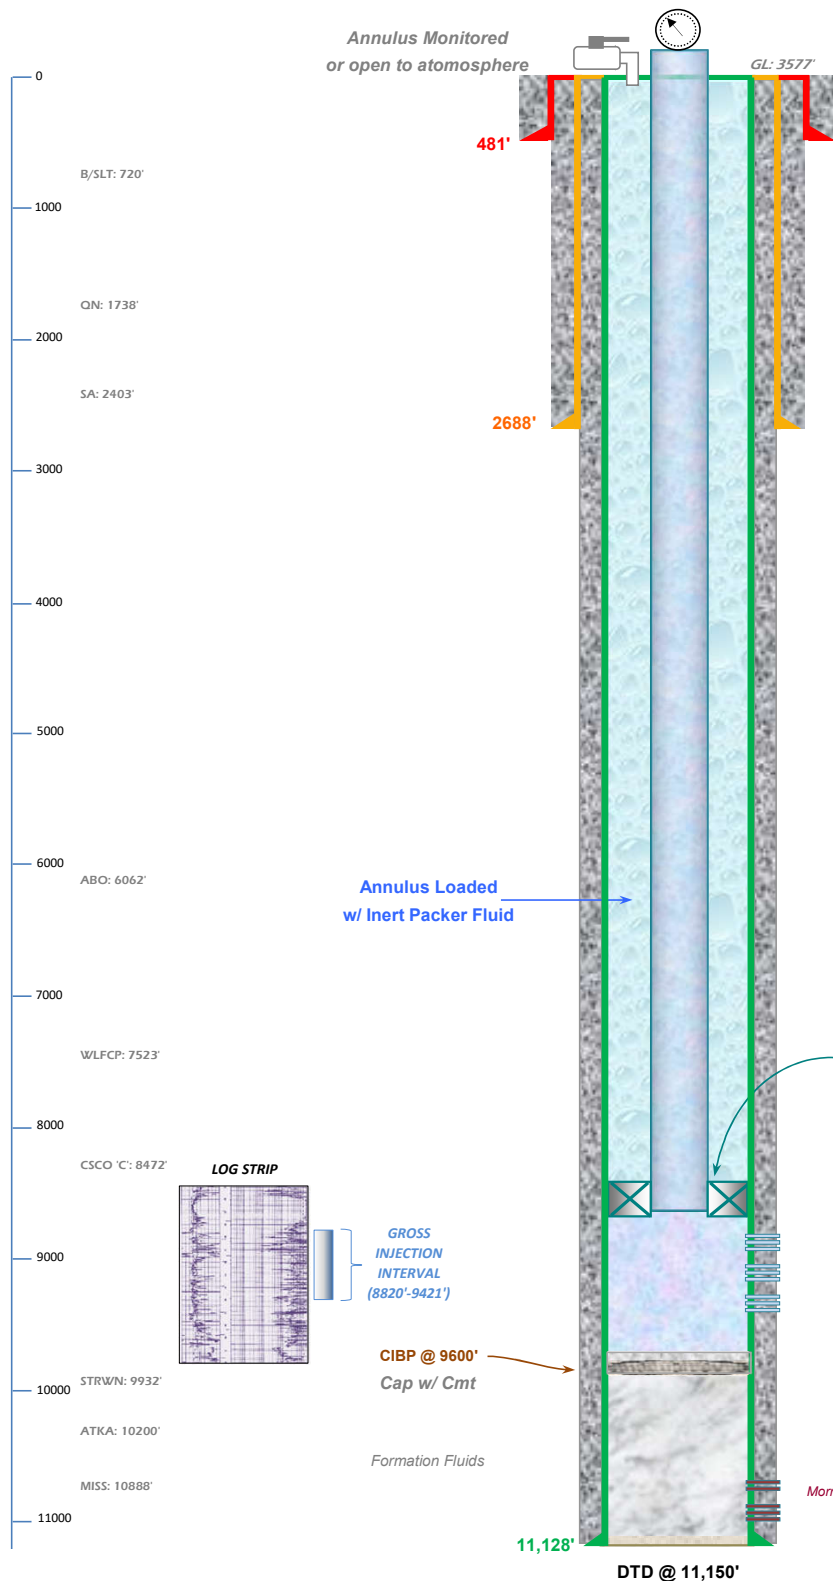 Annulus Monitored
or open to atomosphere
GL: 3577'
0
481'
B/SLT: 720'
1000
QN: 1738'
2000
SA: 2403'
2688'
3000
4000
5000
6000
ABO: 6062'
Annulus Loaded
w/ Inert Packer Fluid
7000
WLFCP: 7523'
8000
CSCO 'C': 8472'
LOG STRIP
GROSS
INJECTION
INTERVAL
(8820'-9421')
9000
CIBP @ 9600'
Cap w/ Cmt
STRWN: 9932'
10000
ATKA: 10200'
Formation Fluids
MISS: 10888'
Morr
11000
11,128'
DTD @ 11,150'